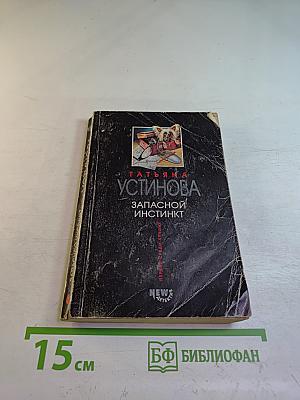 ТАТЬЯНА
УСТИНОВА
ЗАПАСНОЙ
ИНСТИНКТ
NEWS
15 см
БФ БИБЛИОФАН